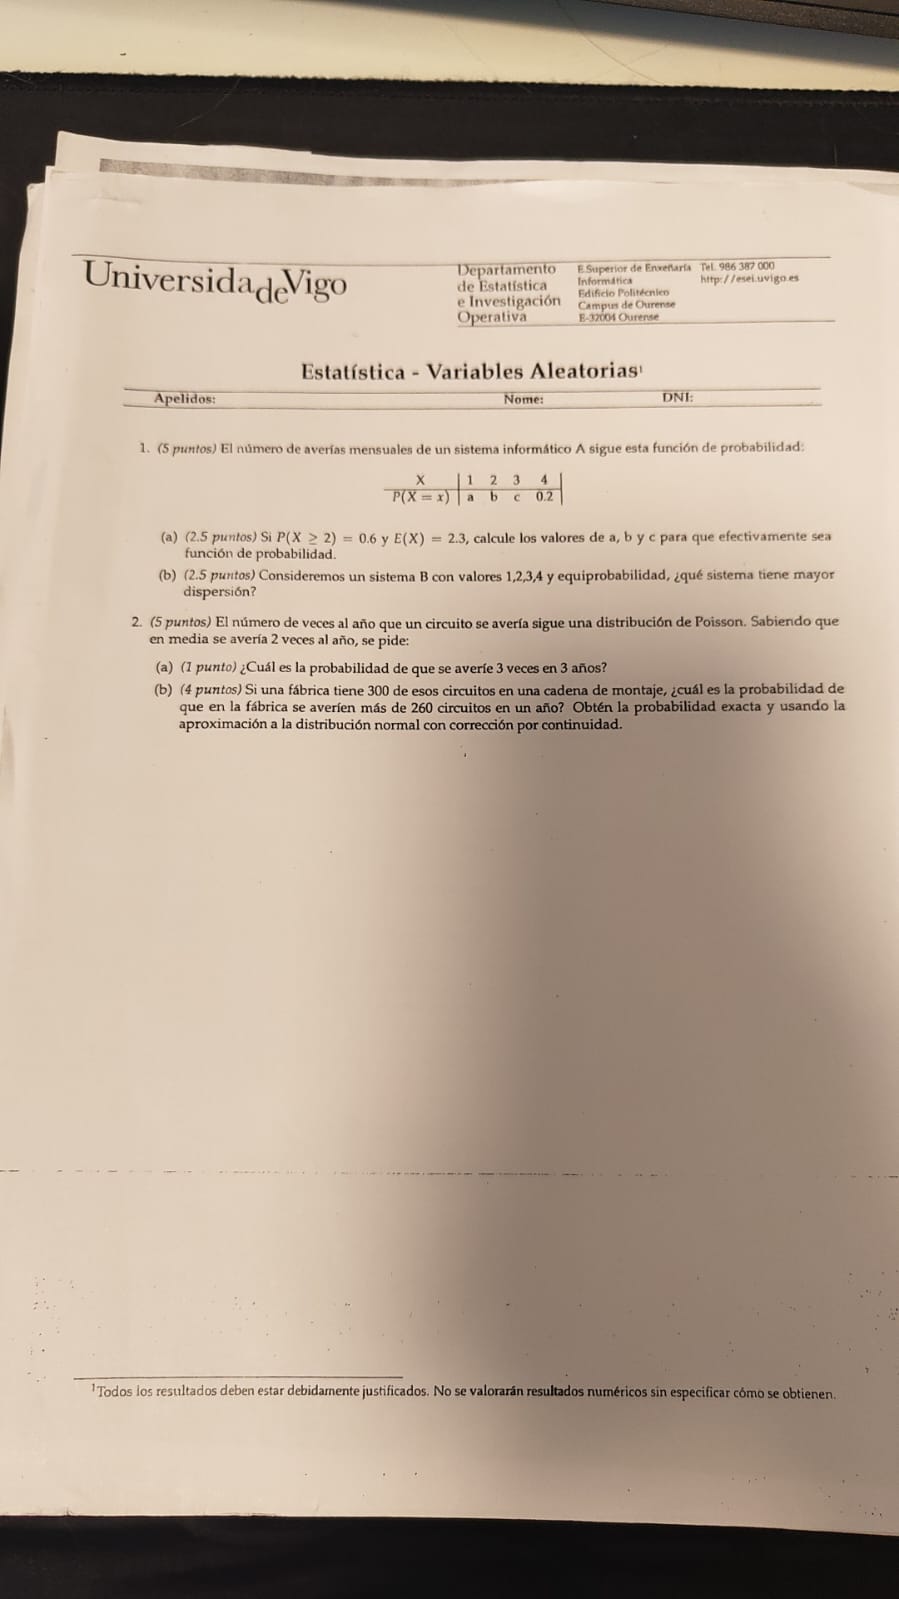 UniversidadeVigo
Departamento
de Estatística
e Investigación
Operativa
E.Superior de Enxeñaría
Informática
Edificio Politécnico
Campus de Ourense
E-32004 Ourense
Tel. 986 387 000
http://esei.uvigo.es
Estatística - Variables Aleatorias¹
Apelidos: Nome: DNI:
1. (5 puntos) El número de averías mensuales de un sistema informático A sigue esta función de probabilidad:
X 1 2 3 4
P(X = x) a b c 0.2
(a) (2.5 puntos) Si P(X ≥ 2) = 0.6 y E(X) = 2.3, calcule los valores de a, b y c para que efectivamente sea
función de probabilidad.
(b) (2.5 puntos) Consideremos un sistema B con valores 1,2,3,4 y equiprobabilidad, ¿qué sistema tiene mayor
dispersión?
2. (5 puntos) El número de veces al año que un circuito se avería sigue una distribución de Poisson. Sabiendo que
en media se avería 2 veces al año, se pide:
(a) (1 punto) ¿Cuál es la probabilidad de que se averíe 3 veces en 3 años?
(b) (4 puntos) Si una fábrica tiene 300 de esos circuitos en una cadena de montaje, ¿cuál es la probabilidad de
que en la fábrica se averíen más de 260 circuitos en un año? Obtén la probabilidad exacta y usando la
aproximación a la distribución normal con corrección por continuidad.
¹Todos los resultados deben estar debidamente justificados. No se valorarán resultados numéricos sin especificar cómo se obtienen.